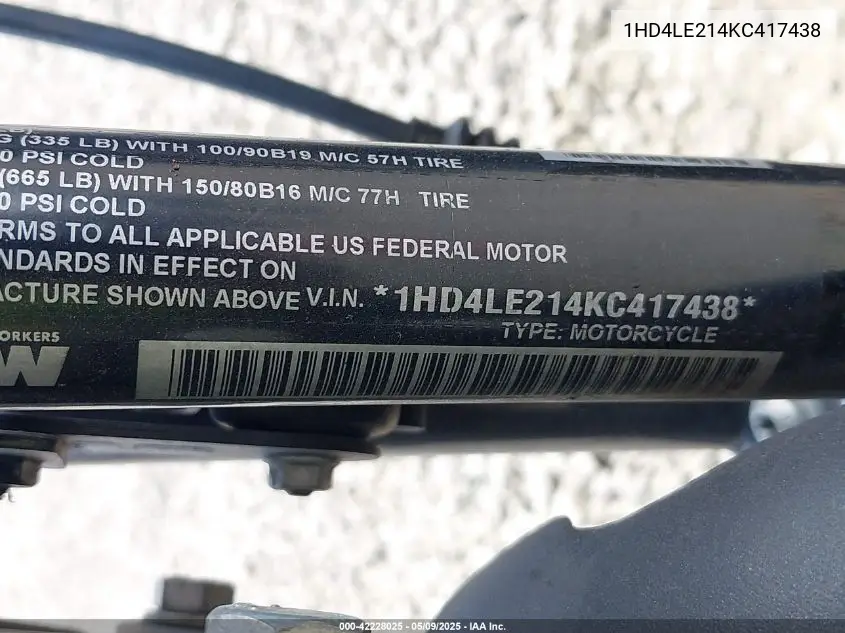 1HD4LE214KC417438
G (335 LB) WITH 100/90B19 M/C 57H TIRE
0 PSI COLD
(665 LB) WITH 150/80B16 M/C 77H TIRE
0 PSI COLD
RMS TO ALL APPLICABLE US FEDERAL MOTOR
NDARDS IN EFFECT ON
ACTURE SHOWN ABOVE V.I.N. *1HD4LE214KC417438*
TYPE: MOTORCYCLE
ORKERS
W
000-42228025 - 05/09/2025 - IAA Inc.